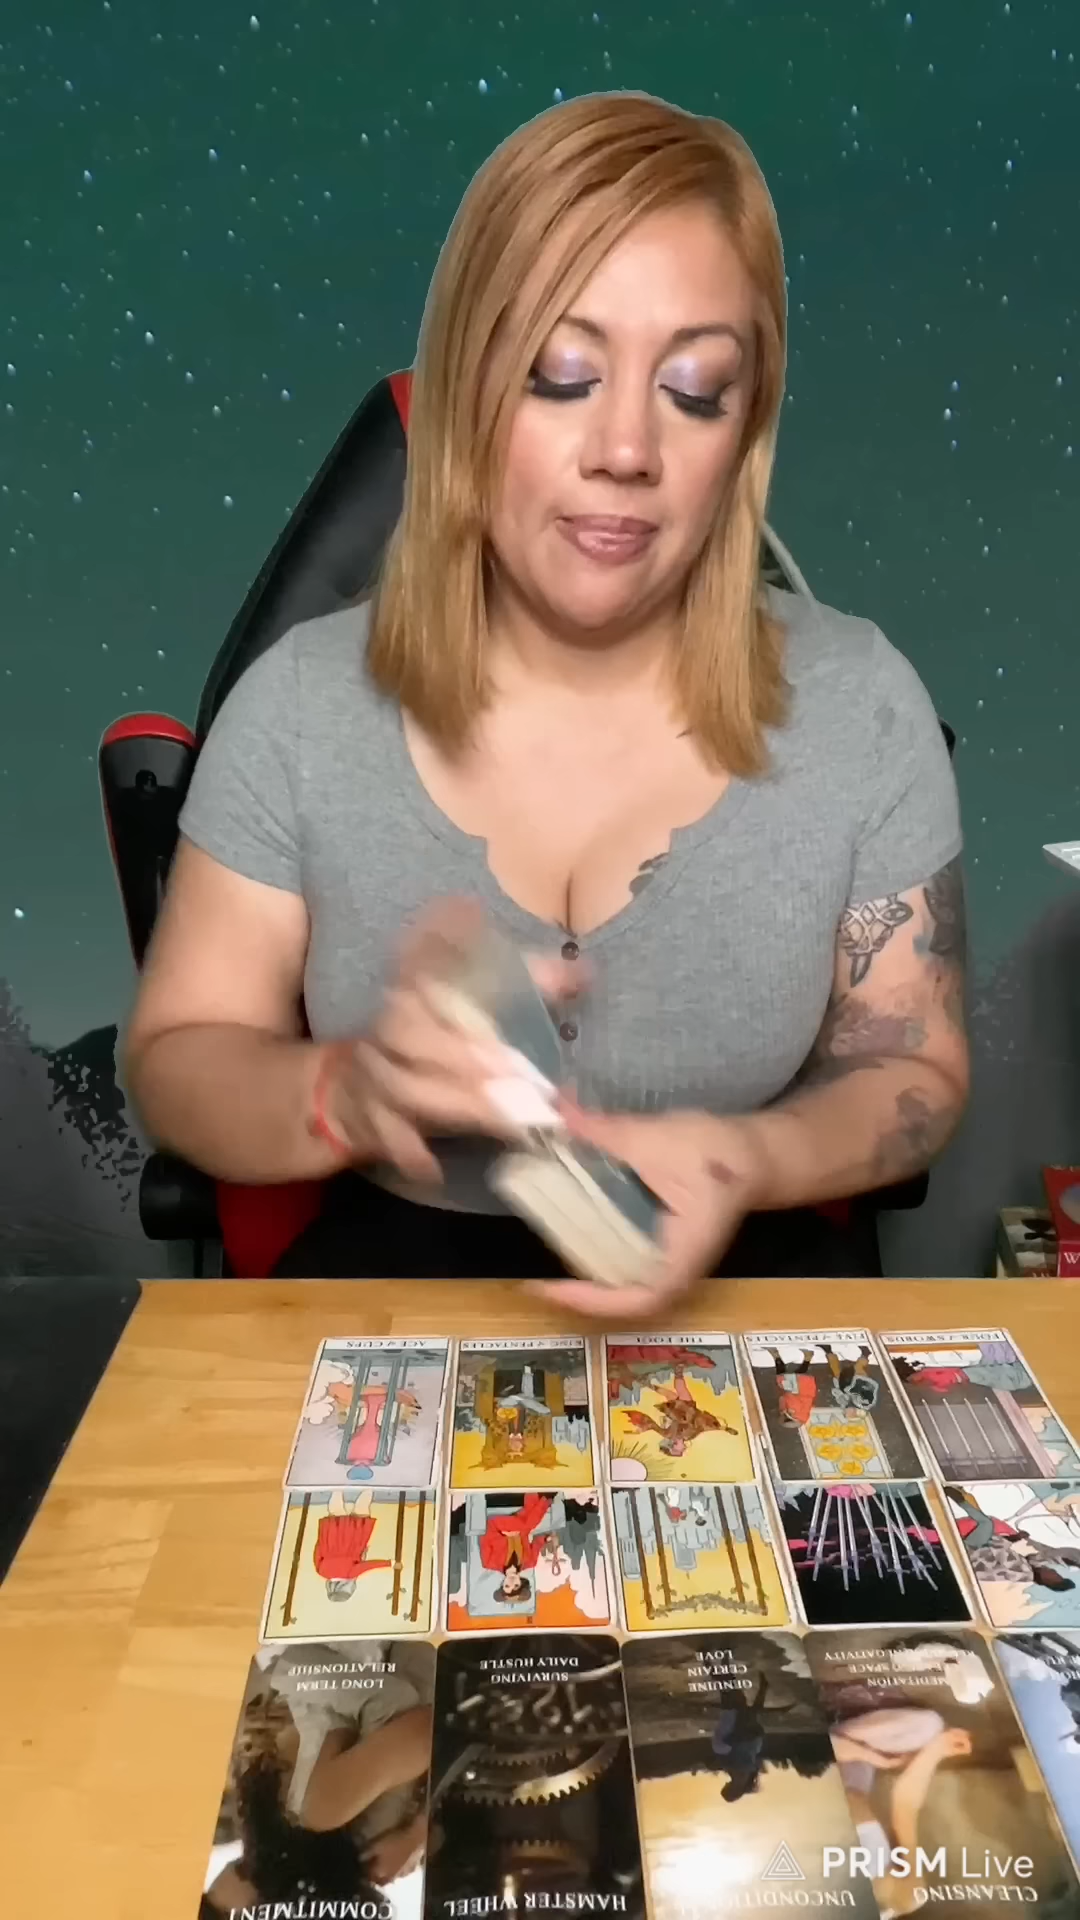 ACE of CUPS
KING of PENTACLES
THE FOOL
FIVE of PENTACLES
FOUR of SWORDS
LONG TERM
RELATIONSHIP
SURVIVING
DAILY HUSTLE
GENUINE
CERTAIN
LOVE
MEDITATION
SPACE
COMMITMENT
HAMSTER WHEEL
CLEANSING
PRISM Live